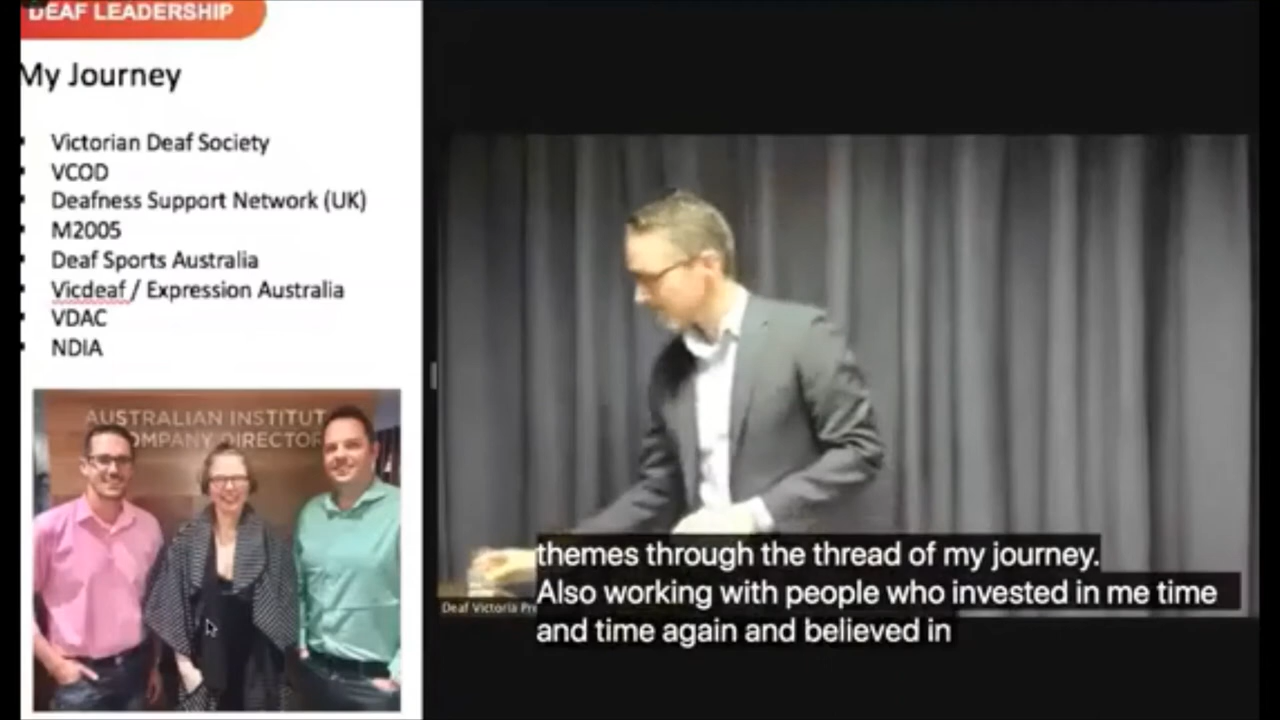 DEAF LEADERSHIP
My Journey
Victorian Deaf Society
VCOD
Deafness Support Network (UK)
M2005
Deaf Sports Australia
Vicdeaf / Expression Australia
VDAC
NDIA
AUSTRALIAN INSTITUT
OMPANY DIRECTOR
themes through the thread of my journey.
Also working with people who invested in me time
and time again and believed in
Deaf Victoria